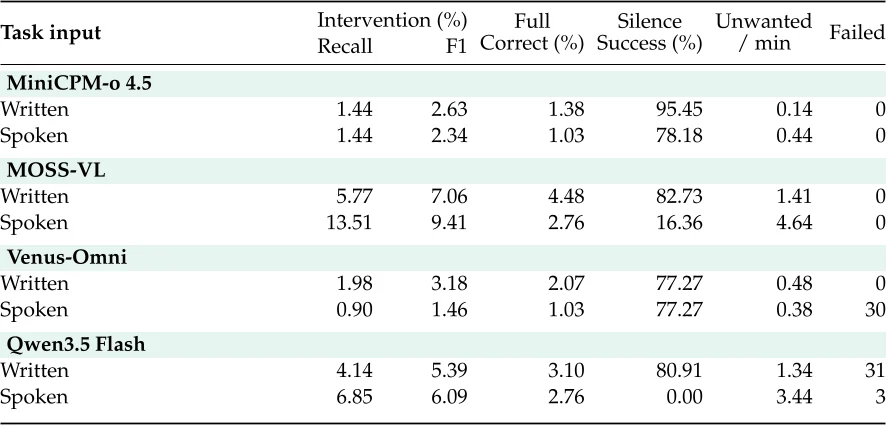 Task input Intervention (%) Full Silence Unwanted Failed
Recall F1 Correct (%) Success (%) / min
MiniCPM-o 4.5
Written 1.44 2.63 1.38 95.45 0.14 0
Spoken 1.44 2.34 1.03 78.18 0.44 0
MOSS-VL
Written 5.77 7.06 4.48 82.73 1.41 0
Spoken 13.51 9.41 2.76 16.36 4.64 0
Venus-Omni
Written 1.98 3.18 2.07 77.27 0.48 0
Spoken 0.90 1.46 1.03 77.27 0.38 30
Qwen3.5 Flash
Written 4.14 5.39 3.10 80.91 1.34 31
Spoken 6.85 6.09 2.76 0.00 3.44 3